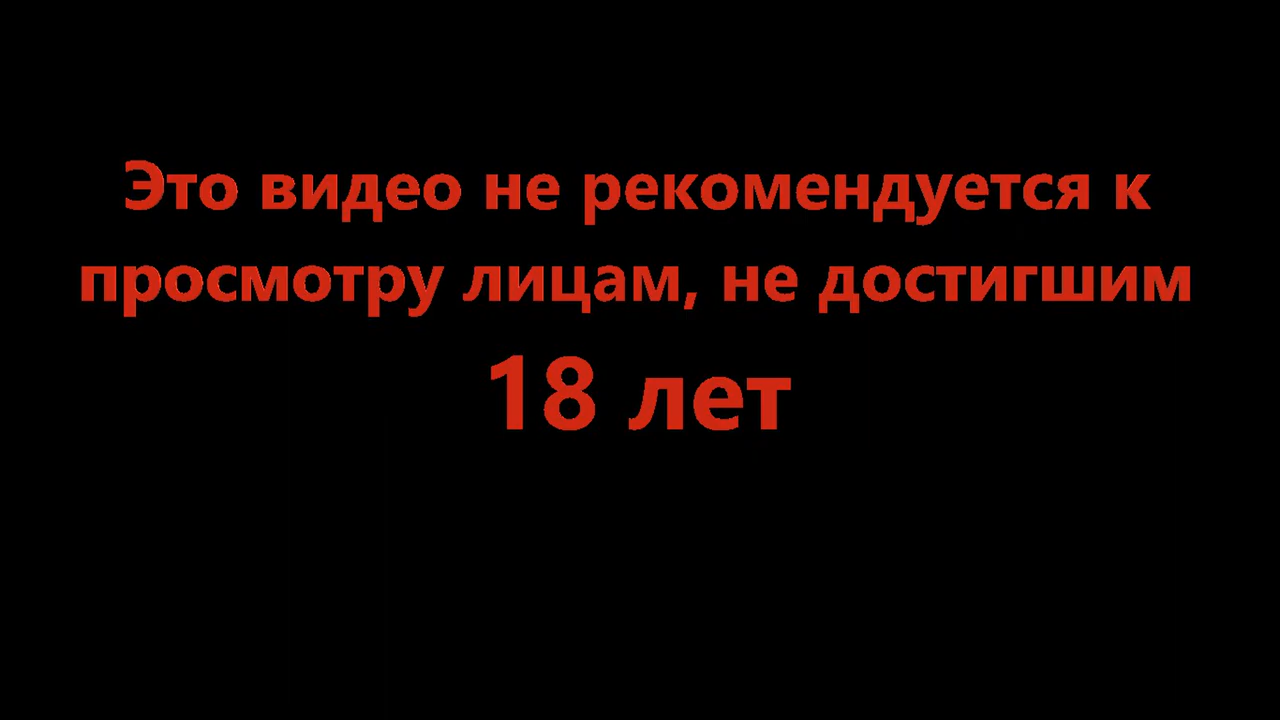 Это видео не рекомендуется к
просмотру лицам, не достигшим
18 лет